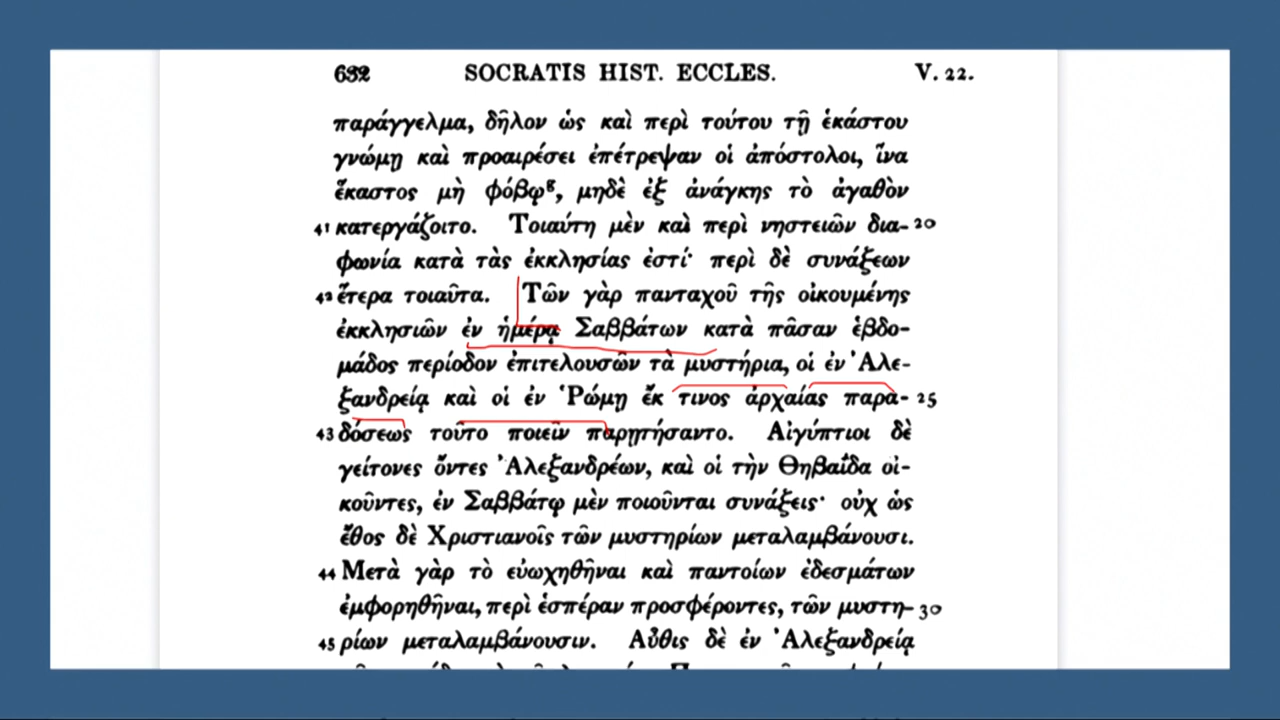 632 SOCRATIS HIST. ECCLES. V. 22.
παράγγελμα, δῆλον ὡς καὶ περὶ τούτου τῇ ἑκάστου
γνώμῃ καὶ προαιρέσει ἐπέτρεψαν οἱ ἀπόστολοι, ἵνα
ἕκαστος μὴ φόβῳᵍ, μηδὲ ἐξ ἀνάγκης τὸ ἀγαθὸν
41 κατεργάζοιτο. Τοιαύτη μὲν καὶ περὶ νηστειῶν δια- 20
φωνία κατὰ τὰς ἐκκλησίας ἐστί· περὶ δὲ συνάξεων
42 ἕτερα τοιαῦτα. Τῶν γὰρ πανταχοῦ τῆς οἰκουμένης
ἐκκλησιῶν ἐν ἡμέρᾳ Σαββάτων κατὰ πᾶσαν ἑβδο-
μάδος περίοδον ἐπιτελουσῶν τὰ μυστήρια, οἱ ἐν Ἀλε-
ξανδρείᾳ καὶ οἱ ἐν Ῥώμῃ ἔκ τινος ἀρχαίας παρα- 25
43 δόσεως τοῦτο ποιεῖν παρῃτήσαντο. Αἰγύπτιοι δὲ
γείτονες ὄντες Ἀλεξανδρέων, καὶ οἱ τὴν Θηβαΐδα οἰ-
κοῦντες, ἐν Σαββάτῳ μὲν ποιοῦνται συνάξεις· οὐχ ὡς
ἔθος δὲ Χριστιανοῖς τῶν μυστηρίων μεταλαμβάνουσι.
44 Μετὰ γὰρ τὸ εὐωχηθῆναι καὶ παντοίων ἐδεσμάτων
ἐμφορηθῆναι, περὶ ἑσπέραν προσφέροντες, τῶν μυστη- 30
45 ρίων μεταλαμβάνουσιν. Αὖθις δὲ ἐν Ἀλεξανδρείᾳ